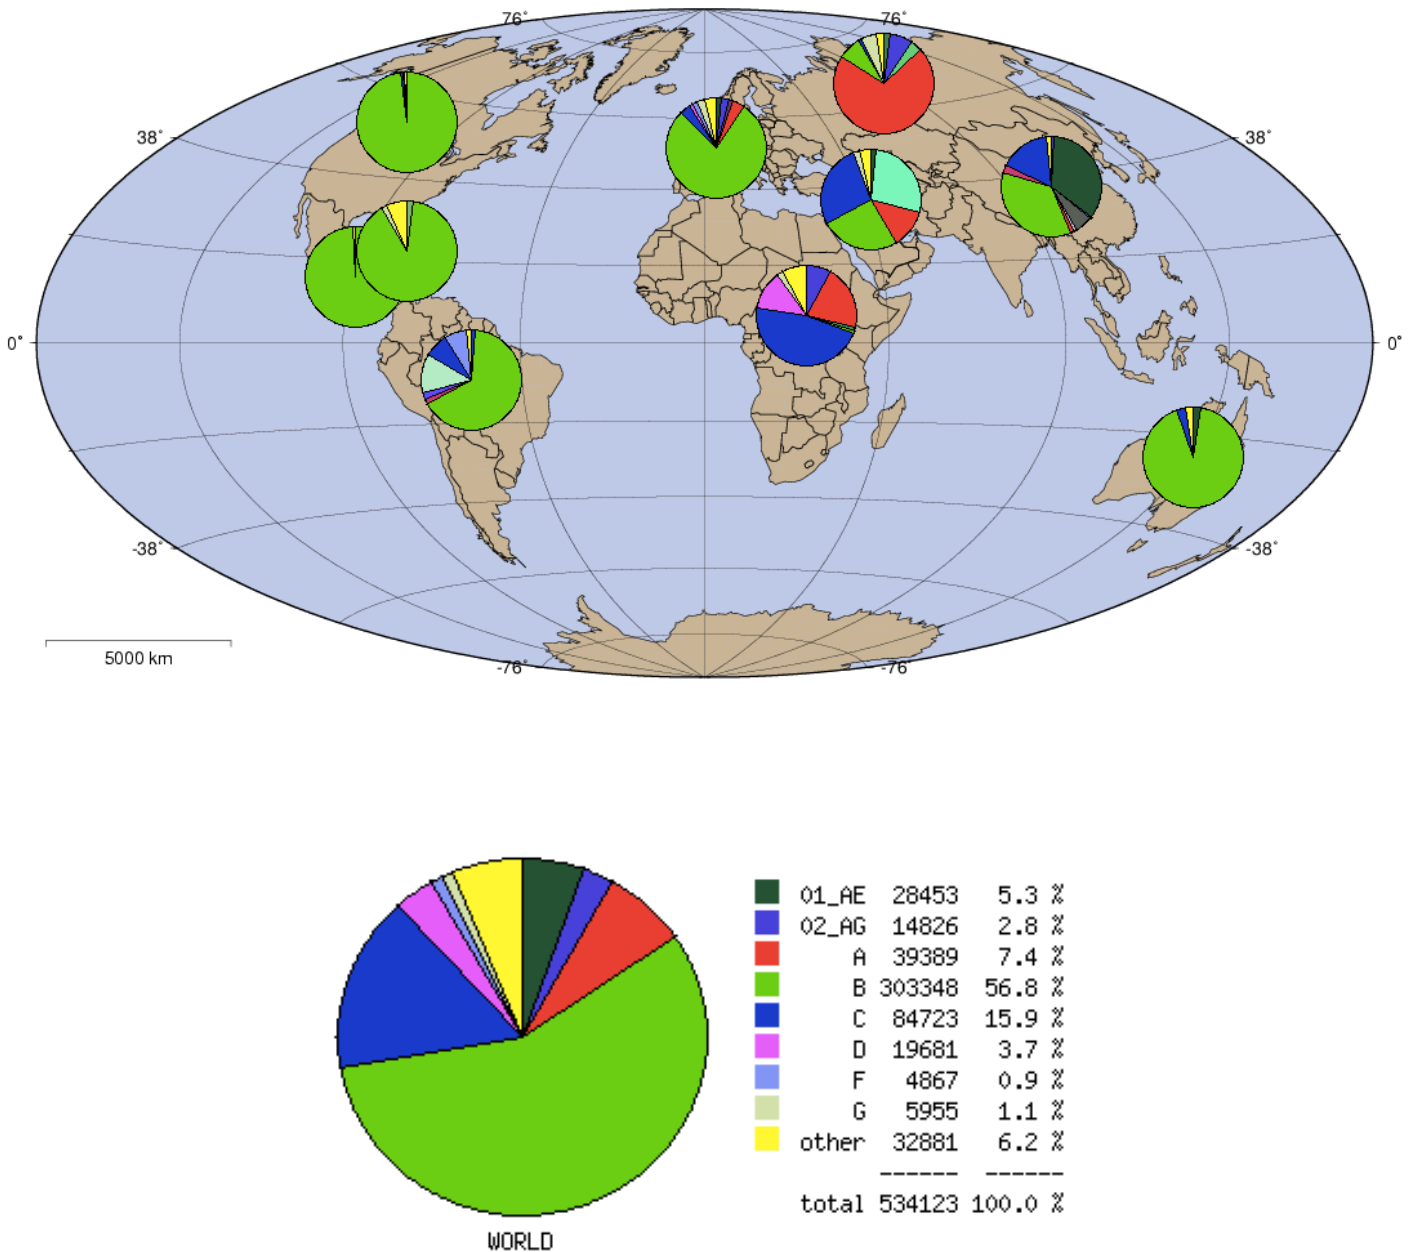 76°
76°
38°
38°
0°
0°
-38°
-38°
5000 km
-76°
-76°
01_AE 28453 5.3 %
02_AG 14826 2.8 %
A 39389 7.4 %
B 303348 56.8 %
C 84723 15.9 %
D 19681 3.7 %
F 4867 0.9 %
G 5955 1.1 %
other 32881 6.2 %
------ ------
total 534123 100.0 %
WORLD